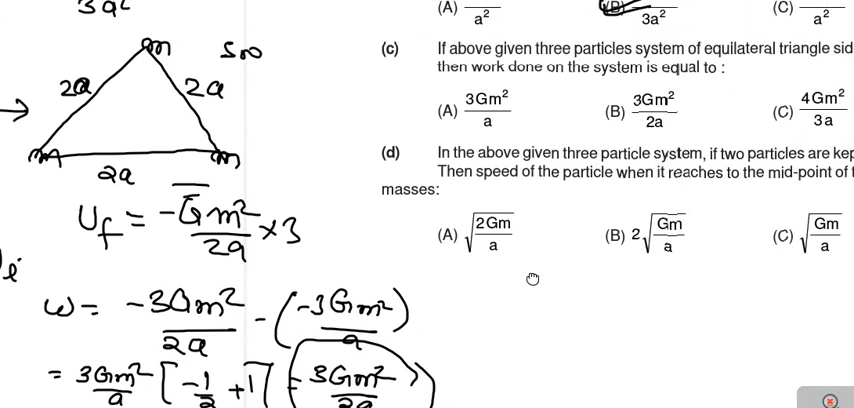 3a²
(A) a²
(B) 3a²
(C) a²
m
500
2a
2a
m
m
2a
(c) If above given three particles system of equilateral triangle sid
then work done on the system is equal to :
(A) 3Gm²/a (B) 3Gm²/2a (C) 4Gm²/3a
(d) In the above given three particle system, if two particles are kep
Then speed of the particle when it reaches to the mid-point of t
masses:
(A) √(2Gm/a) (B) 2√(Gm/a) (C) √(Gm/a)
U_f = -Gm²/2a × 3
W = -3Gm²/2a - (-3Gm²/a)
= 3Gm²/a [-1/2 + 1] = 3Gm²/2a